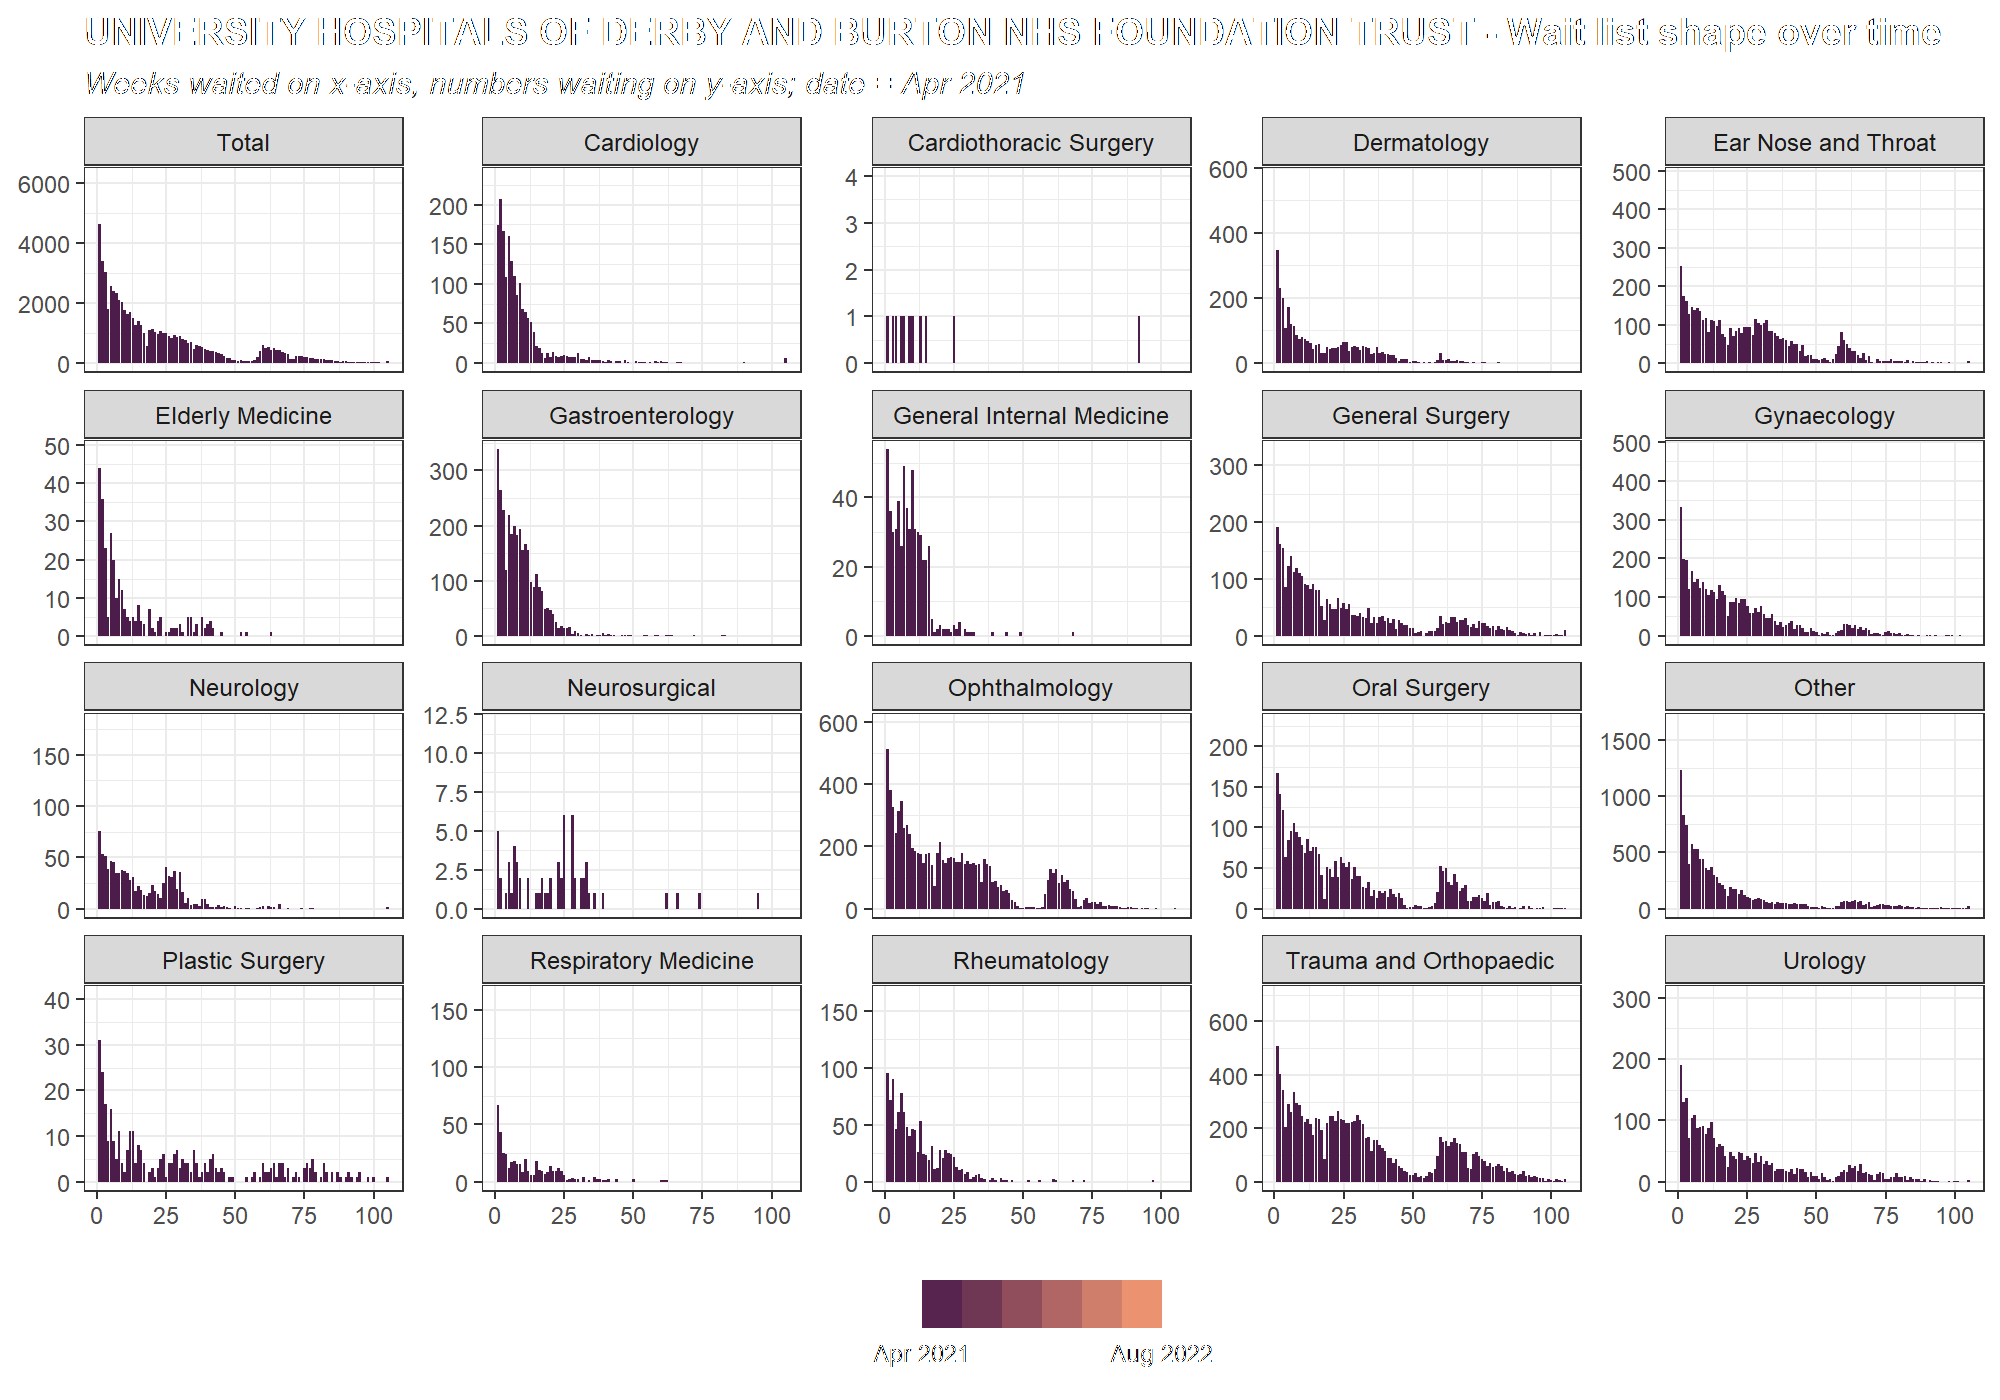 UNIVERSITY HOSPITALS OF DERBY AND BURTON NHS FOUNDATION TRUST - Wait list shape over time
Weeks waited on x-axis, numbers waiting on y-axis; date = Apr 2021
Total Cardiology Cardiothoracic Surgery Dermatology Ear Nose and Throat
6000 4000 2000 0
200 150 100 50 0
4 3 2 1 0
600 400 200 0
500 400 300 200 100 0
Elderly Medicine Gastroenterology General Internal Medicine General Surgery Gynaecology
50 40 30 20 10 0
300 200 100 0
40 20 0
300 200 100 0
500 400 300 200 100 0
Neurology Neurosurgical Ophthalmology Oral Surgery Other
150 100 50 0
12.5 10.0 7.5 5.0 2.5 0.0
600 400 200 0
200 150 100 50 0
1500 1000 500 0
Plastic Surgery Respiratory Medicine Rheumatology Trauma and Orthopaedic Urology
40 30 20 10 0
150 100 50 0
150 100 50 0
600 400 200 0
300 200 100 0
0 25 50 75 100 0 25 50 75 100 0 25 50 75 100 0 25 50 75 100 0 25 50 75 100
Apr 2021 Aug 2022